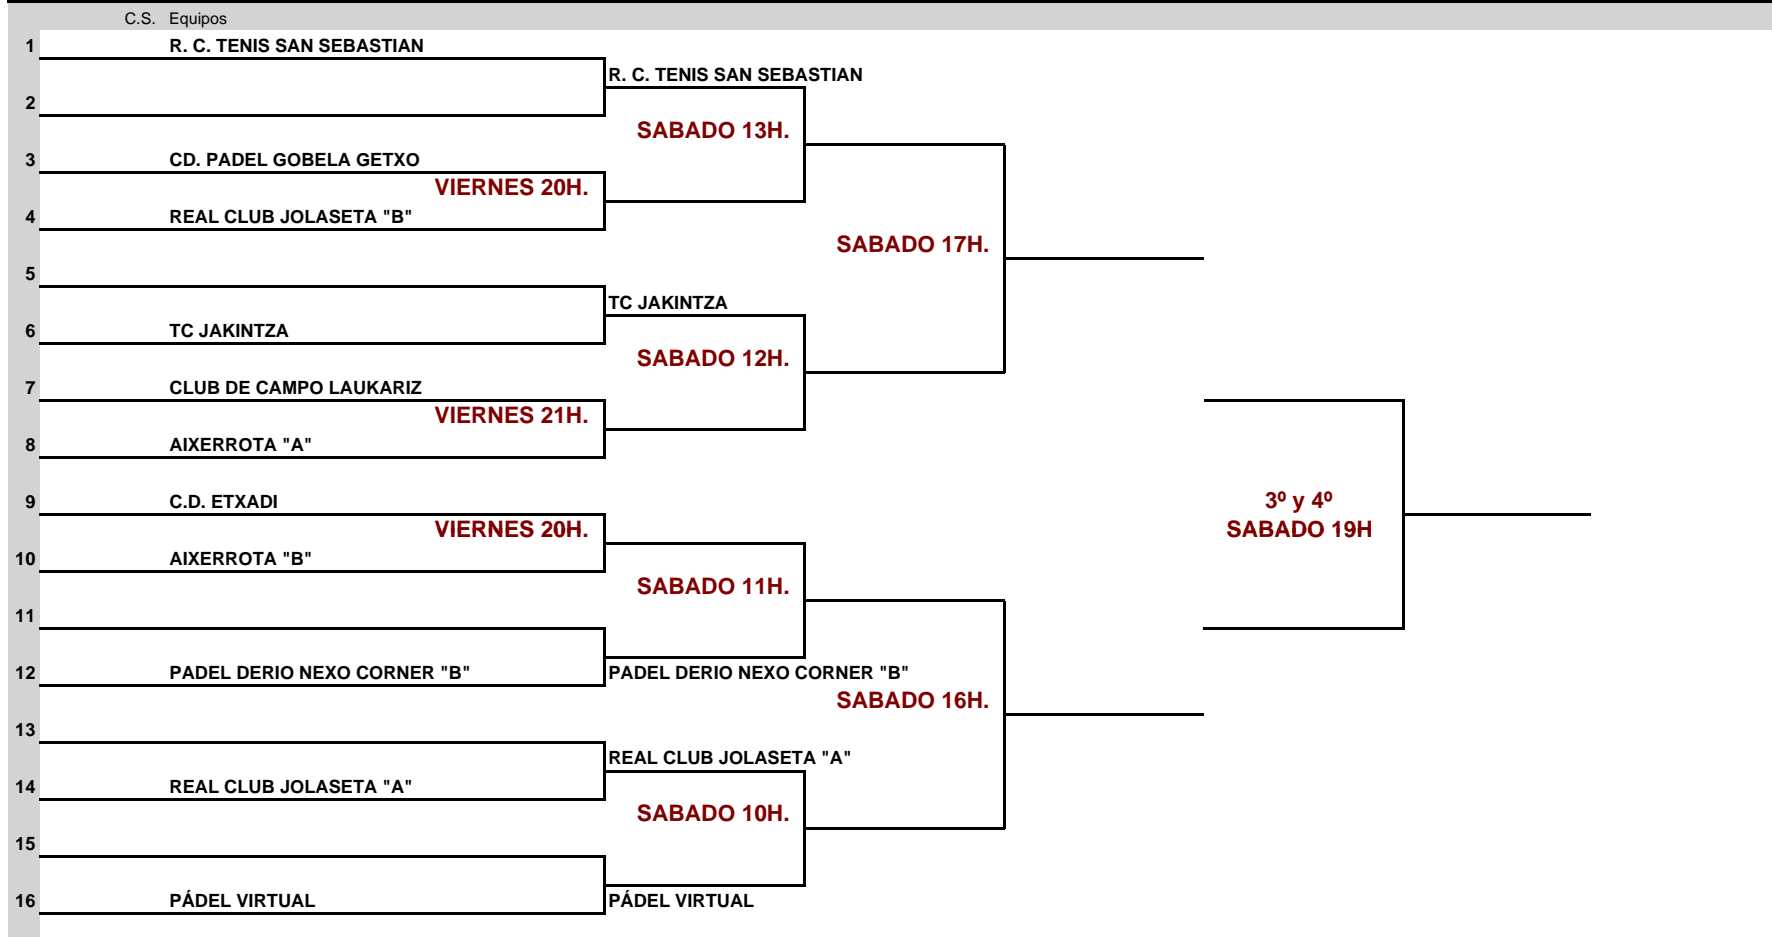 C.S. Equipos
1 R. C. TENIS SAN SEBASTIAN
R. C. TENIS SAN SEBASTIAN
2
SABADO 13H.
3 CD. PADEL GOBELA GETXO
VIERNES 20H.
4 REAL CLUB JOLASETA "B"
SABADO 17H.
5
TC JAKINTZA
6 TC JAKINTZA
SABADO 12H.
7 CLUB DE CAMPO LAUKARIZ
VIERNES 21H.
8 AIXERROTA "A"
9 C.D. ETXADI 3º y 4º
VIERNES 20H. SABADO 19H
10 AIXERROTA "B"
SABADO 11H.
11
12 PADEL DERIO NEXO CORNER "B" PADEL DERIO NEXO CORNER "B"
SABADO 16H.
13
REAL CLUB JOLASETA "A"
14 REAL CLUB JOLASETA "A"
SABADO 10H.
15
16 PÁDEL VIRTUAL PÁDEL VIRTUAL